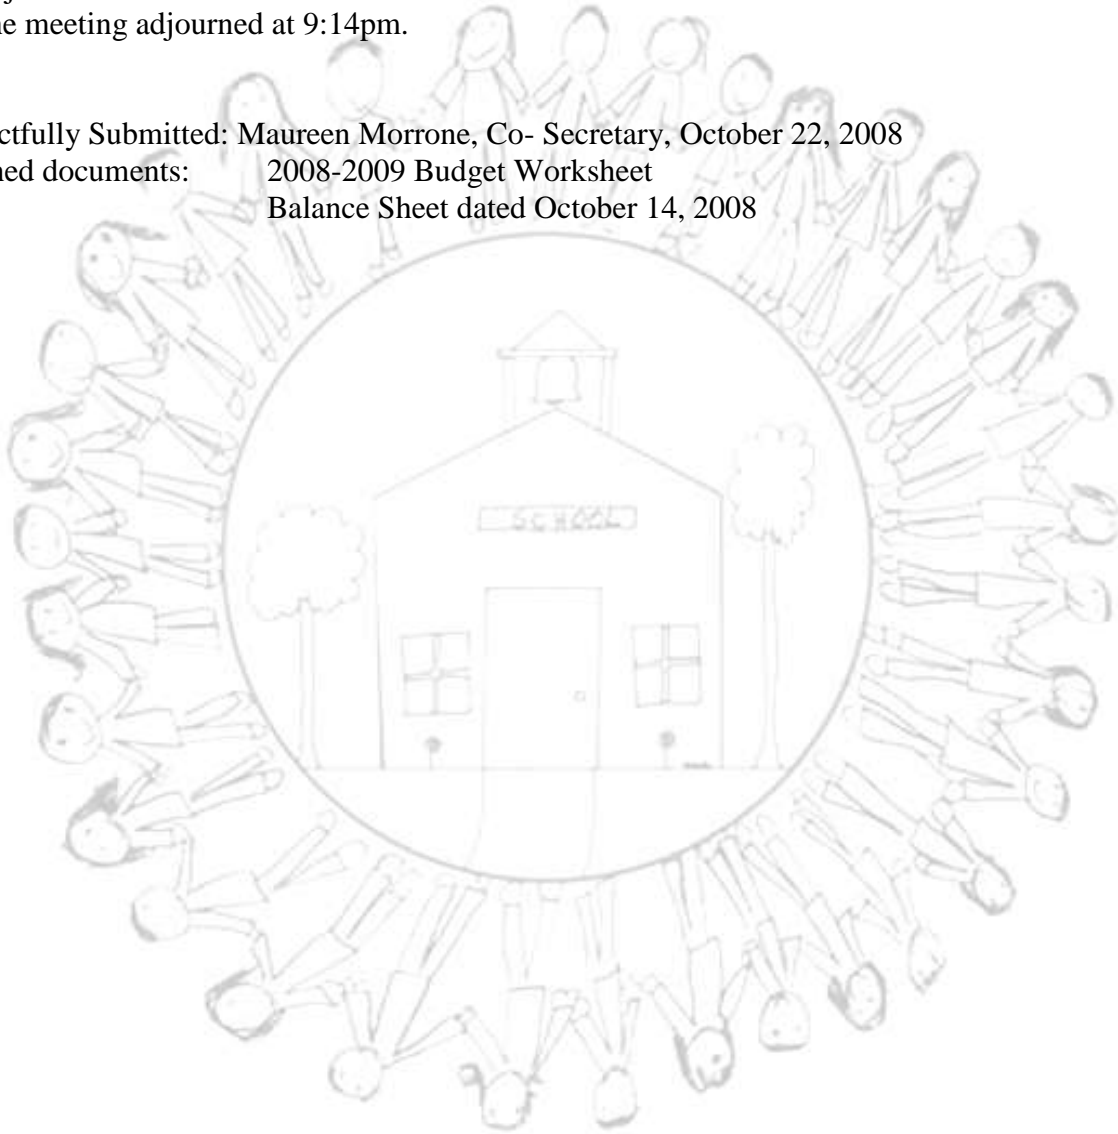 ne meeting adjourned at 9:14pm.
ctfully Submitted: Maureen Morrone, Co- Secretary, October 22, 2008
ned documents: 2008-2009 Budget Worksheet
Balance Sheet dated October 14, 2008
SCHOOL